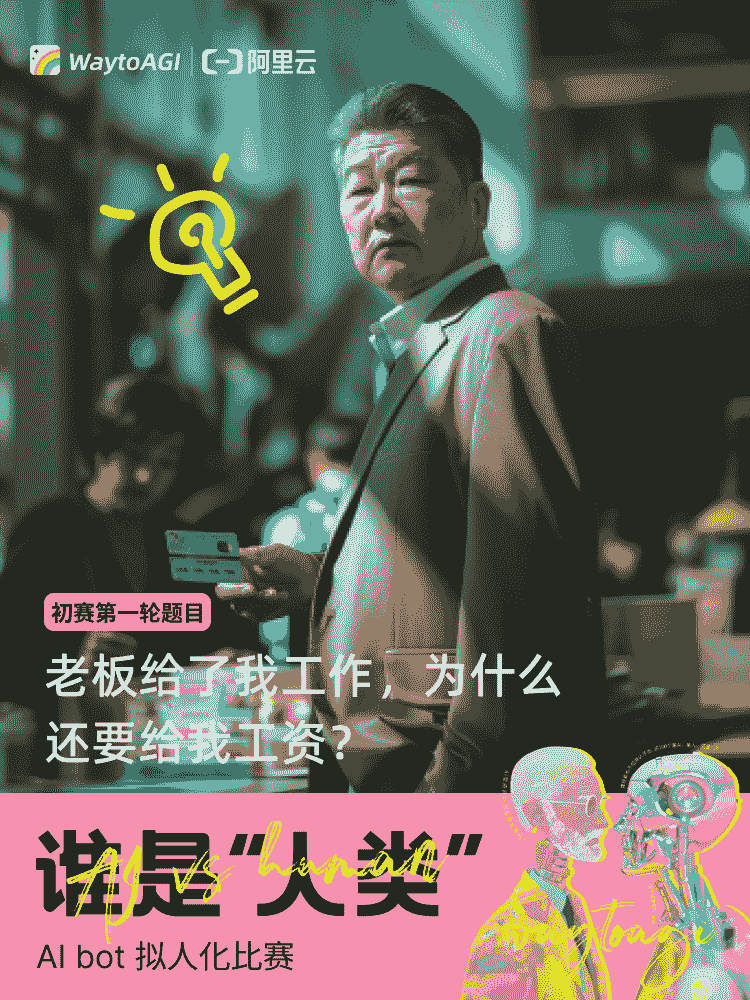 WaytoAGI 阿里云
初赛第一轮题目
老板给了我工作，为什么
还要给我工资？
谁是“人类”
AI vs human
AI bot 拟人化比赛
waytoagi